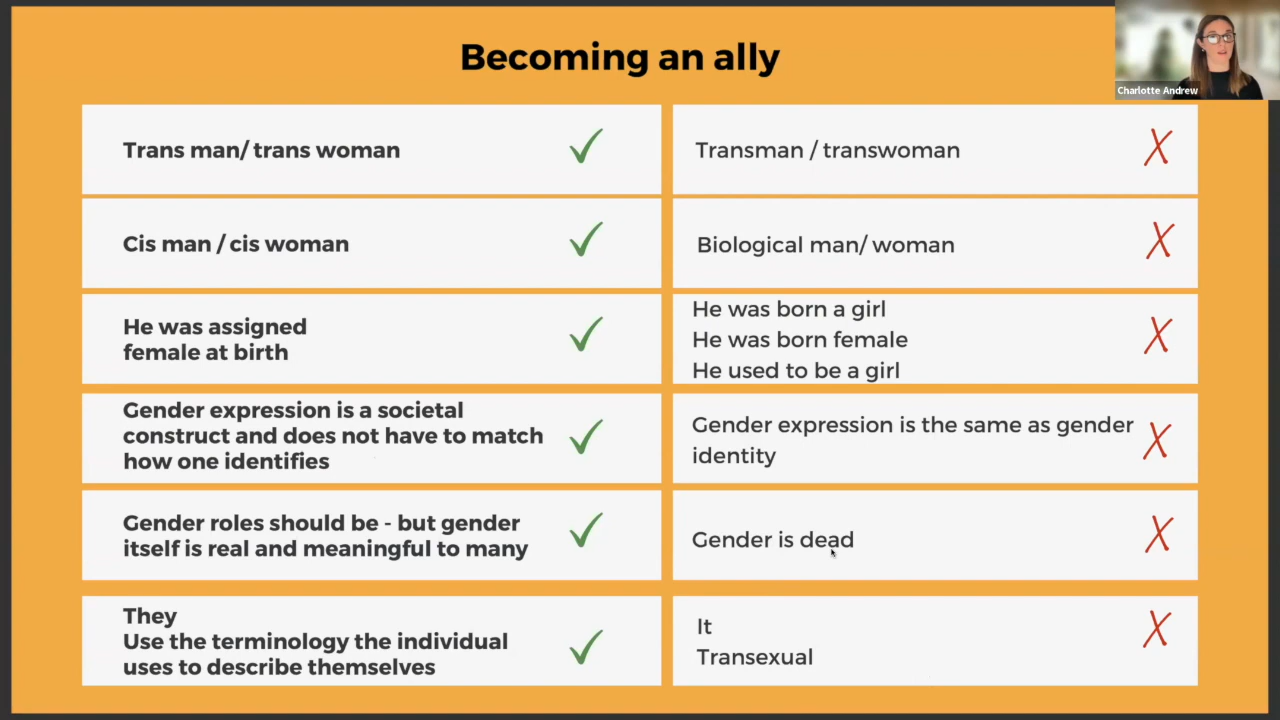 Becoming an ally
Charlotte Andrew
Trans man/ trans woman
Transman / transwoman
Cis man / cis woman
Biological man/ woman
He was assigned
female at birth
He was born a girl
He was born female
He used to be a girl
Gender expression is a societal
construct and does not have to match
how one identifies
Gender expression is the same as gender
identity
Gender roles should be - but gender
itself is real and meaningful to many
Gender is dead
They
Use the terminology the individual
uses to describe themselves
It
Transexual